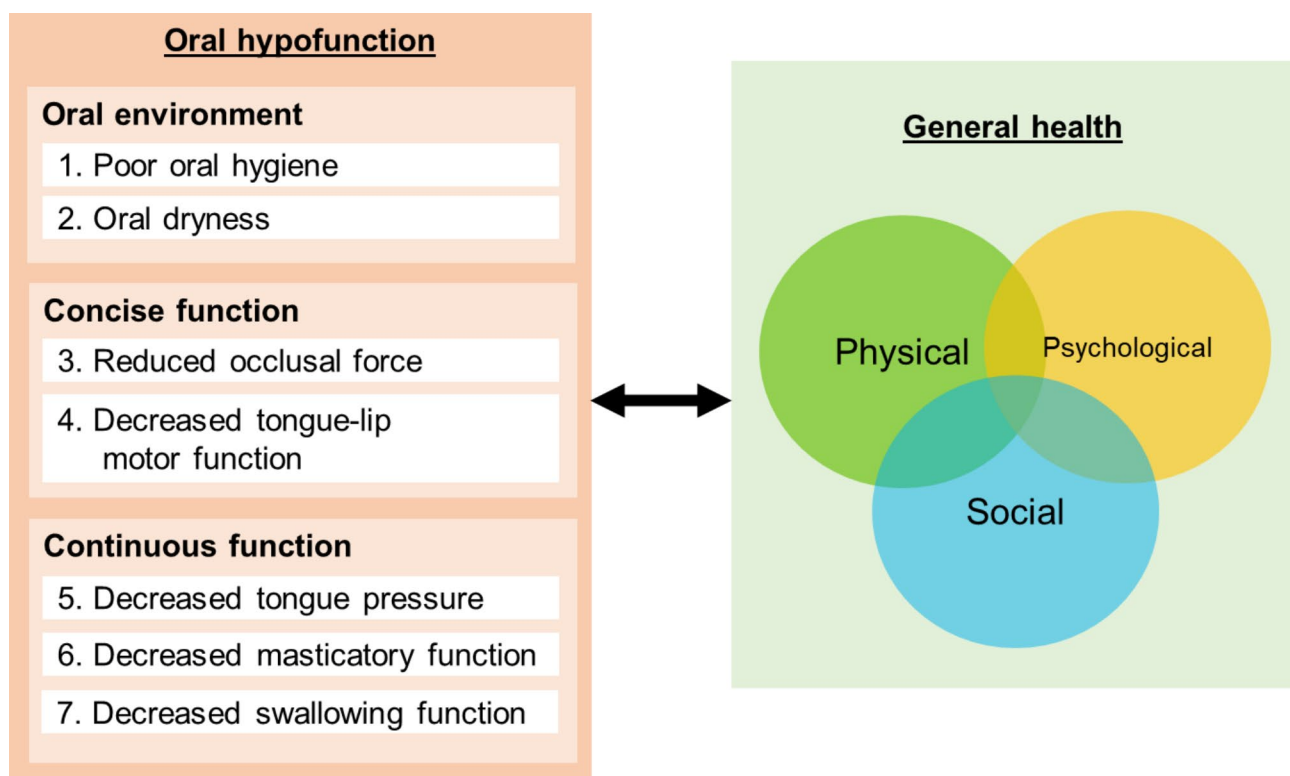 Oral hypofunction
Oral environment
1. Poor oral hygiene
2. Oral dryness
Concise function
3. Reduced occlusal force
4. Decreased tongue-lip
motor function
Continuous function
5. Decreased tongue pressure
6. Decreased masticatory function
7. Decreased swallowing function
General health
Physical
Psychological
Social